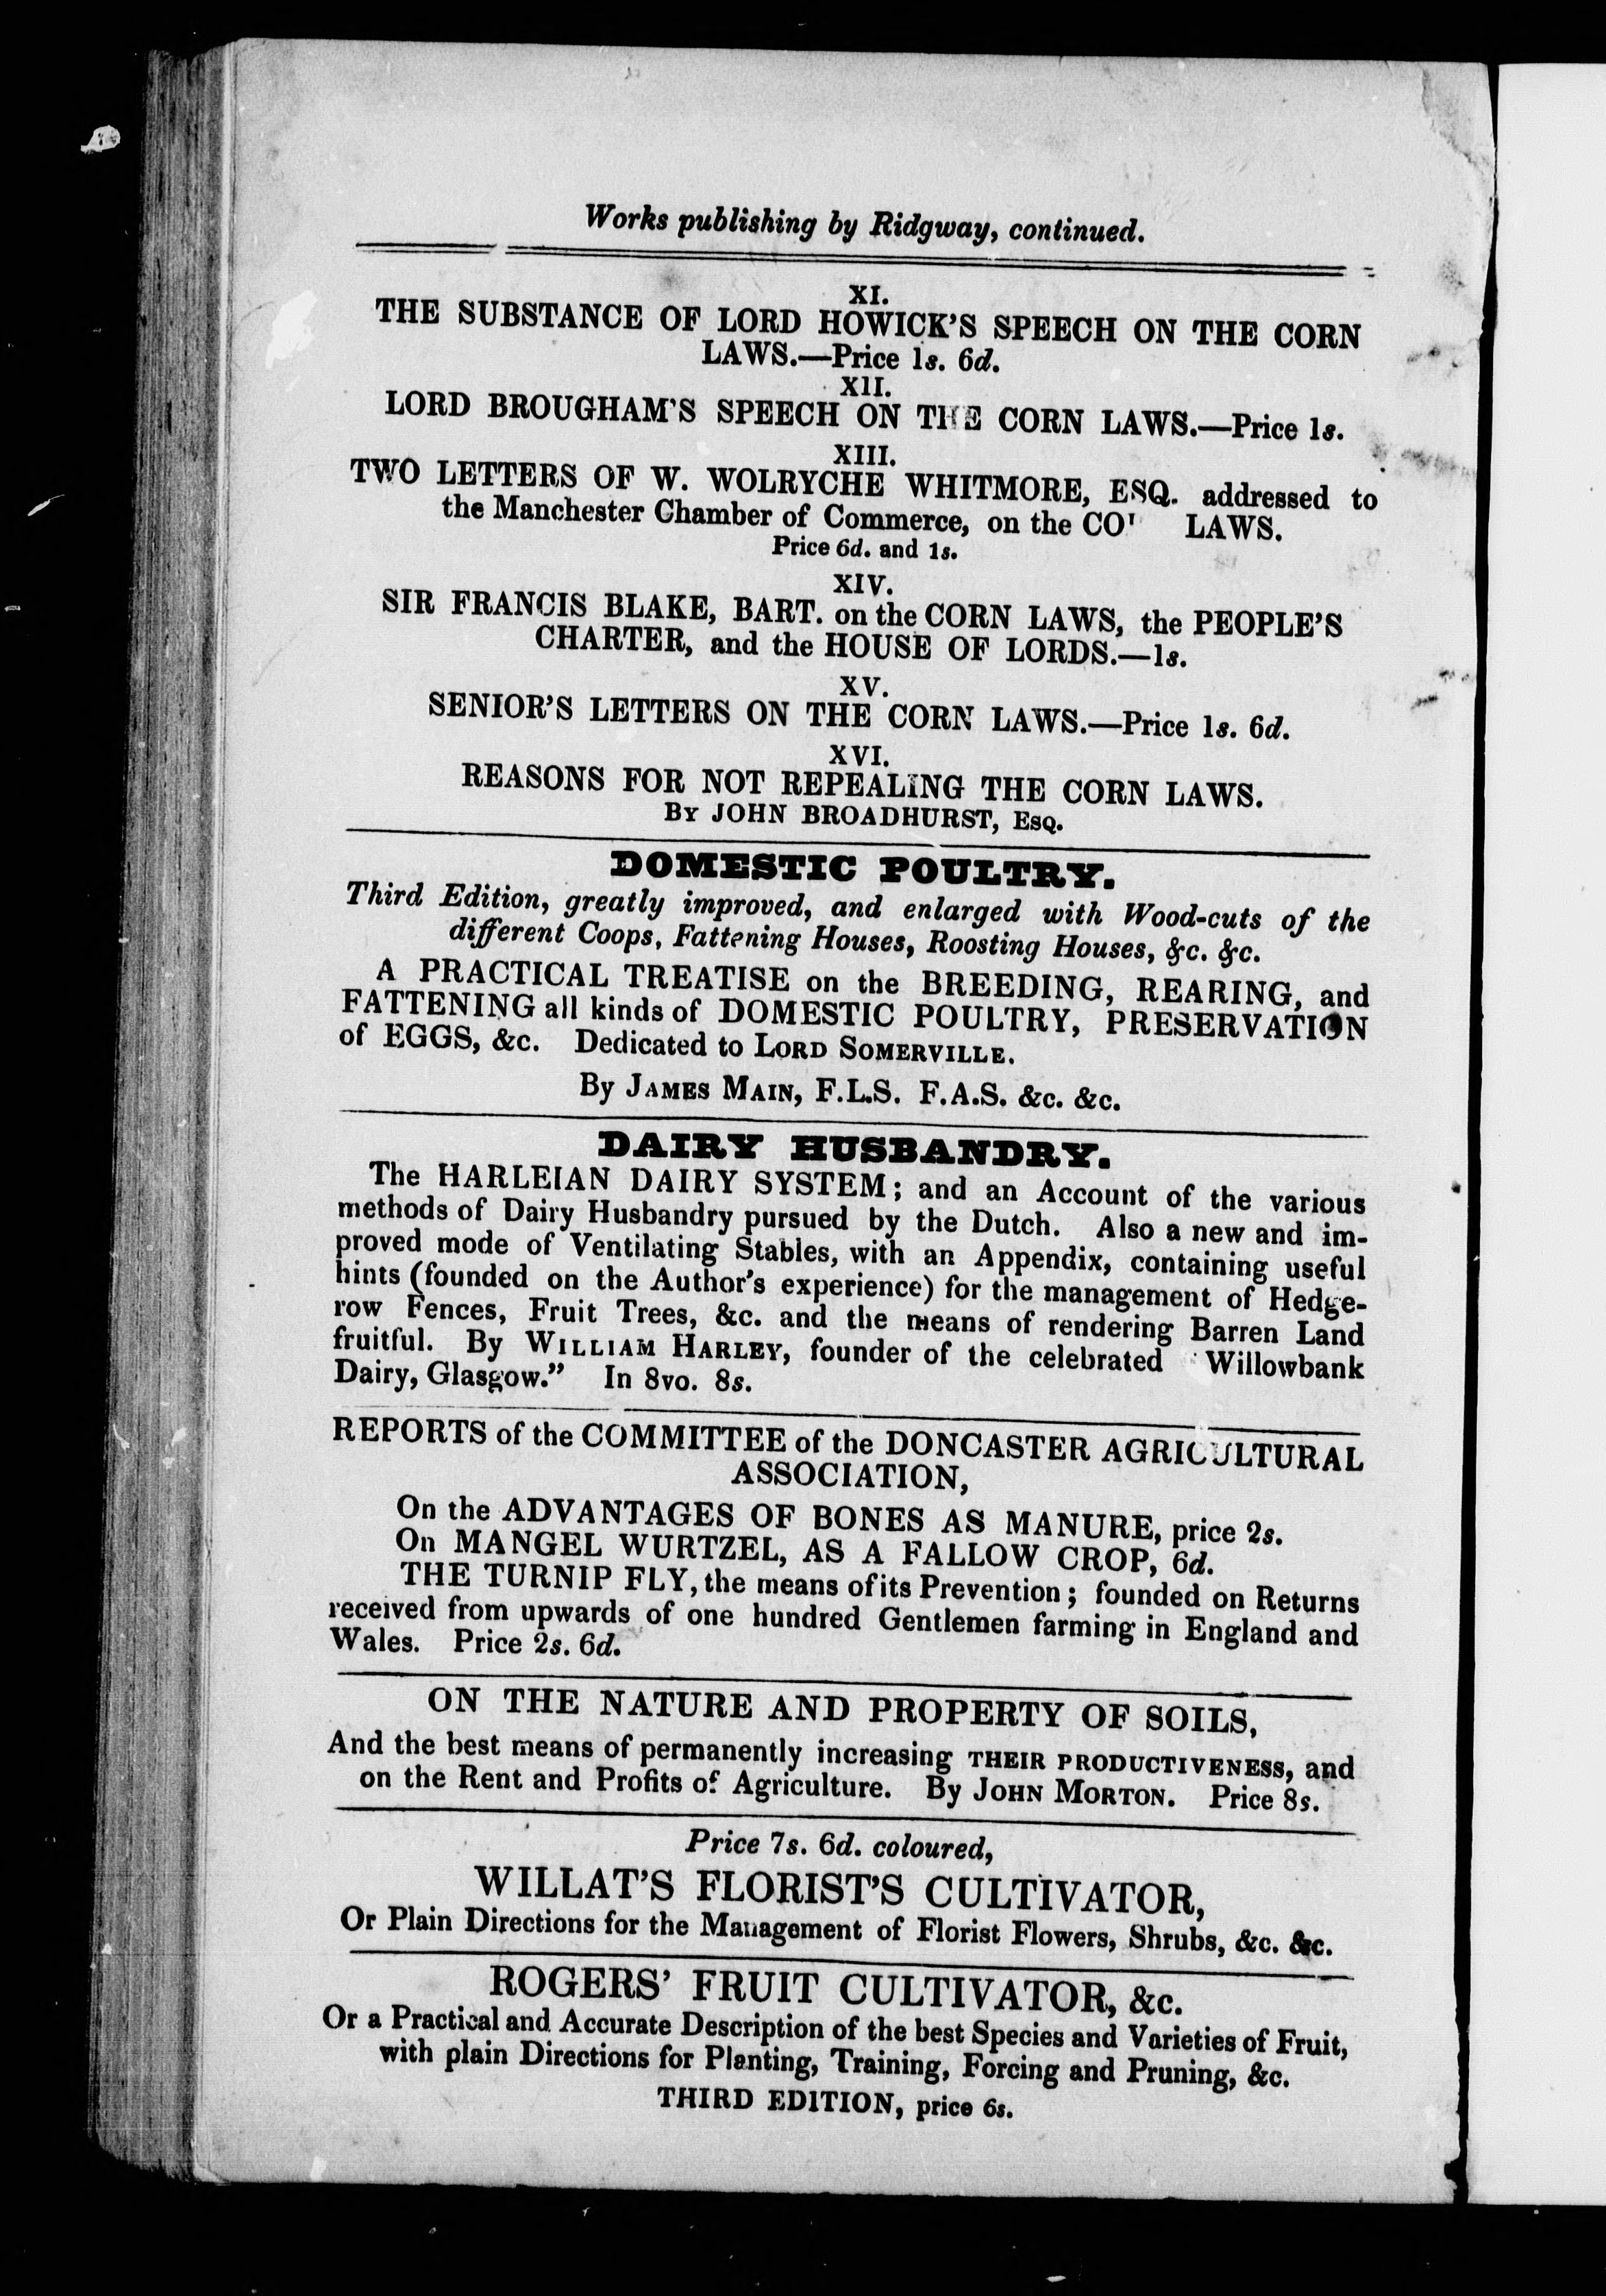 Works publishing by Ridgway, continued.
XI.
THE SUBSTANCE OF LORD HOWICK'S SPEECH ON THE CORN
LAWS.—Price 1s. 6d.
XII.
LORD BROUGHAM'S SPEECH ON THE CORN LAWS.—Price 1s.
XIII.
TWO LETTERS OF W. WOLRYCHE WHITMORE, ESQ. addressed to
the Manchester Chamber of Commerce, on the CO LAWS.
Price 6d. and 1s.
XIV.
SIR FRANCIS BLAKE, BART. on the CORN LAWS, the PEOPLE'S
CHARTER, and the HOUSE OF LORDS.—1s.
XV.
SENIOR'S LETTERS ON THE CORN LAWS.—Price 1s. 6d.
XVI.
REASONS FOR NOT REPEALING THE CORN LAWS.
BY JOHN BROADHURST, ESQ.
DOMESTIC POULTRY.
Third Edition, greatly improved, and enlarged with Wood-cuts of the
different Coops, Fattening Houses, Roosting Houses, &c. &c.
A PRACTICAL TREATISE on the BREEDING, REARING, and
FATTENING all kinds of DOMESTIC POULTRY, PRESERVATION
of EGGS, &c. Dedicated to LORD SOMERVILLE.
By JAMES MAIN, F.L.S. F.A.S. &c. &c.
DAIRY HUSBANDRY.
The HARLEIAN DAIRY SYSTEM; and an Account of the various
methods of Dairy Husbandry pursued by the Dutch. Also a new and im-
proved mode of Ventilating Stables, with an Appendix, containing useful
hints (founded on the Author's experience) for the management of Hedge-
row Fences, Fruit Trees, &c. and the means of rendering Barren Land
fruitful. By WILLIAM HARLEY, founder of the celebrated Willowbank
Dairy, Glasgow." In 8vo. 8s.
REPORTS of the COMMITTEE of the DONCASTER AGRICULTURAL
ASSOCIATION,
On the ADVANTAGES OF BONES AS MANURE, price 2s.
On MANGEL WURTZEL, AS A FALLOW CROP, 6d.
THE TURNIP FLY, the means of its Prevention; founded on Returns
received from upwards of one hundred Gentlemen farming in England and
Wales. Price 2s. 6d.
ON THE NATURE AND PROPERTY OF SOILS,
And the best means of permanently increasing THEIR PRODUCTIVENESS, and
on the Rent and Profits of Agriculture. By JOHN MORTON. Price 8s.
Price 7s. 6d. coloured,
WILLAT'S FLORIST'S CULTIVATOR,
Or Plain Directions for the Management of Florist Flowers, Shrubs, &c. &c.
ROGERS' FRUIT CULTIVATOR, &c.
Or a Practical and Accurate Description of the best Species and Varieties of Fruit,
with plain Directions for Planting, Training, Forcing and Pruning, &c.
THIRD EDITION, price 6s.